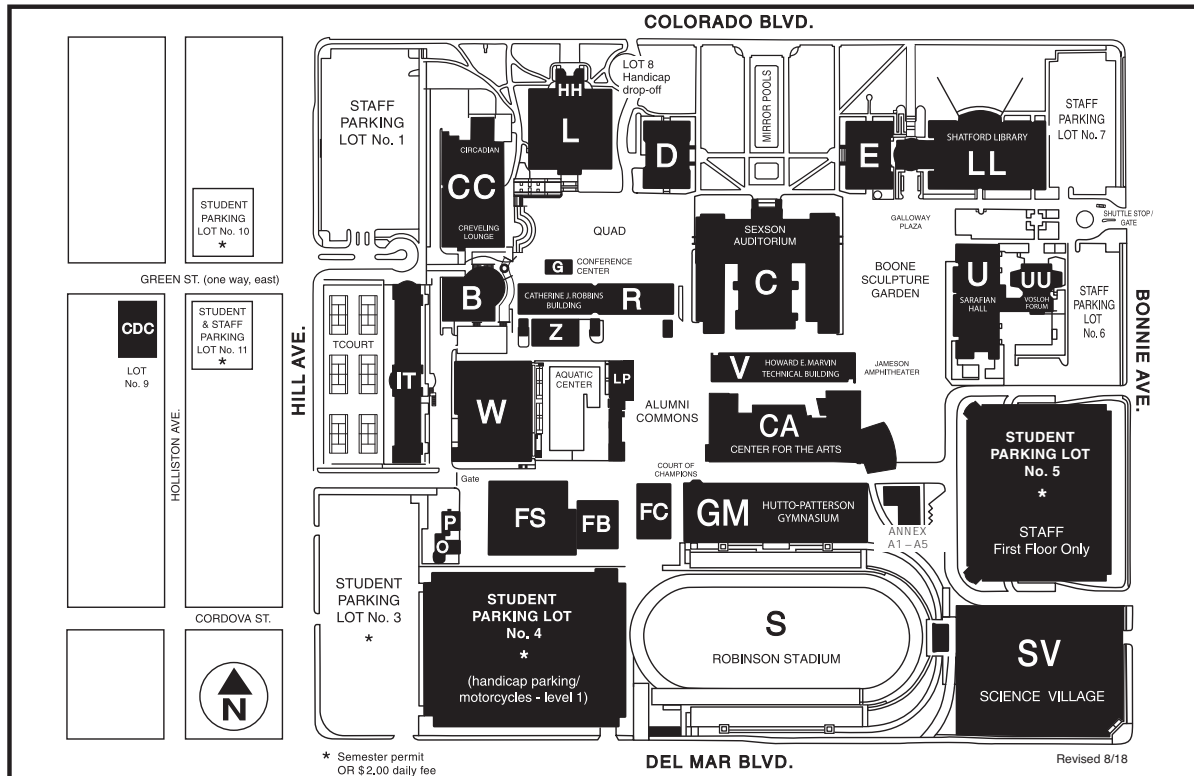 COLORADO BLVD.
LOT 8
Handicap
drop-off
HH
L
STAFF
PARKING
LOT No. 1
CIRCADIAN
CC
CREVELING
LOUNGE
D
MIRROR POOLS
E
SHATFORD LIBRARY
LL
STAFF
PARKING
LOT No. 7
STUDENT
PARKING
LOT No. 10
*
QUAD
SEXSON
AUDITORIUM
C
GALLOWAY
PLAZA
SHUTTLE STOP /
GATE
GREEN ST. (one way, east)
G
CONFERENCE
CENTER
BOONE
SCULPTURE
GARDEN
U
SARAFIAN
HALL
UU
VOSLOH
FORUM
STAFF
PARKING
LOT
No. 6
BONNIE AVE.
CDC
LOT
No. 9
STUDENT
& STAFF
PARKING
LOT No. 11
*
HILL AVE.
HOLLISTON AVE.
TCOURT
IT
B
CATHERINE J. ROBBINS
BUILDING
R
Z
W
AQUATIC
CENTER
LP
ALUMNI
COMMONS
V
HOWARD E. MARVIN
TECHNICAL BUILDING
JAMESON
AMPHITHEATER
CA
CENTER FOR THE ARTS
STUDENT
PARKING LOT
No. 5
*
STAFF
First Floor Only
Gate
COURT OF
CHAMPIONS
P
O
FS
FB
FC
GM
HUTTO-PATTERSON
GYMNASIUM
ANNEX
A1–A5
STUDENT
PARKING
LOT No. 3
*
CORDOVA ST.
STUDENT
PARKING LOT
No. 4
*
(handicap parking/
motorcycles - level 1)
S
ROBINSON STADIUM
SV
SCIENCE VILLAGE
N
* Semester permit
OR $2.00 daily fee
DEL MAR BLVD.
Revised 8/18